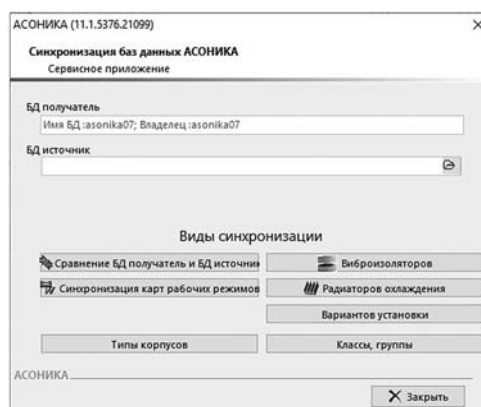 АСОНИКА (11.1.5376.21099)
Синхронизация баз данных АСОНИКА
Сервисное приложение
БД получатель
Имя БД :asonika07; Владелец :asonika07
БД источник
Виды синхронизации
Сравнение БД получатель и БД источник
Виброизоляторов
Синхронизация карт рабочих режимов
Радиаторов охлаждения
Вариантов установки
Типы корпусов
Классы, группы
АСОНИКА
Закрыть